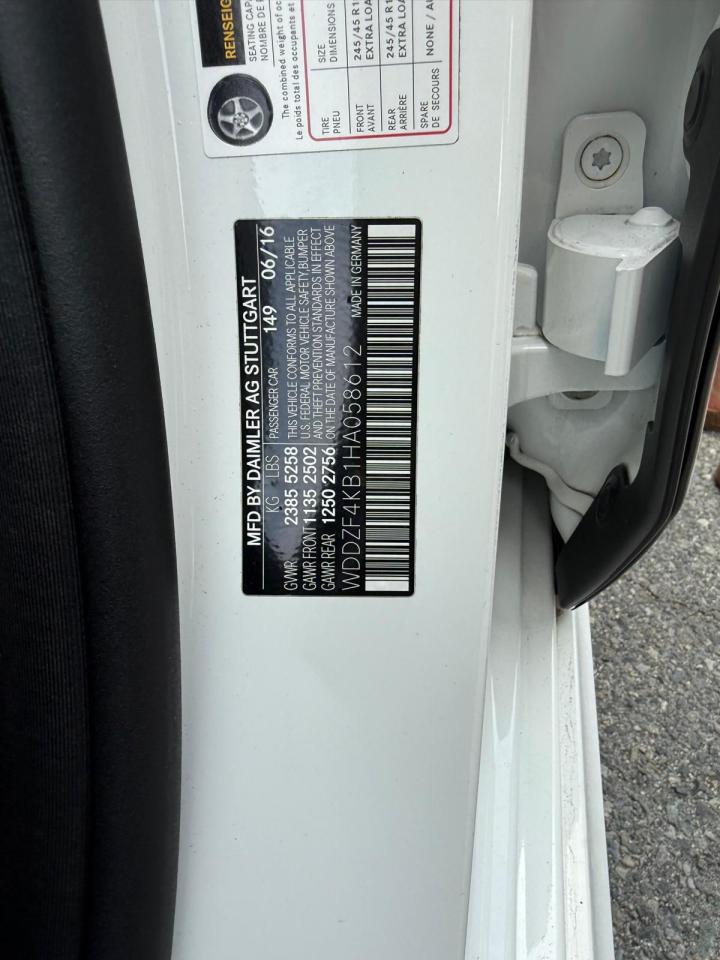 RENSEIG
SEATING CAP
NOMBRE DE
The combined weight of oc
Le poids total des occupants et
TIRE SIZE
PNEU DIMENSIONS
FRONT 245/45 R1
AVANT EXTRA LOA
REAR 245/45 R1
ARRIÈRE EXTRA LOA
SPARE NONE / AU
DE SECOURS
MFD BY DAIMLER AG STUTTGART
KG LBS PASSENGER CAR 149 06/16
GVWR 2385 5258 THIS VEHICLE CONFORMS TO ALL APPLICABLE
GAWR FRONT 1135 2502 U.S. FEDERAL MOTOR VEHICLE SAFETY, BUMPER
AND THEFT PREVENTION STANDARDS IN EFFECT
GAWR REAR 1250 2756 ON THE DATE OF MANUFACTURE SHOWN ABOVE
WDDZF4KB1HA058612 MADE IN GERMANY